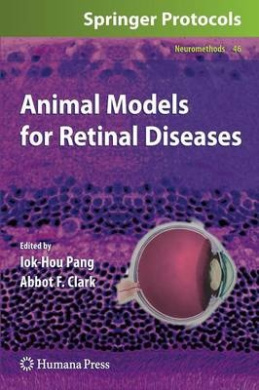 Springer Protocols
Neuromethods 46
Animal Models
for Retinal Diseases
Edited by
Iok-Hou Pang
Abbot F. Clark
Humana Press